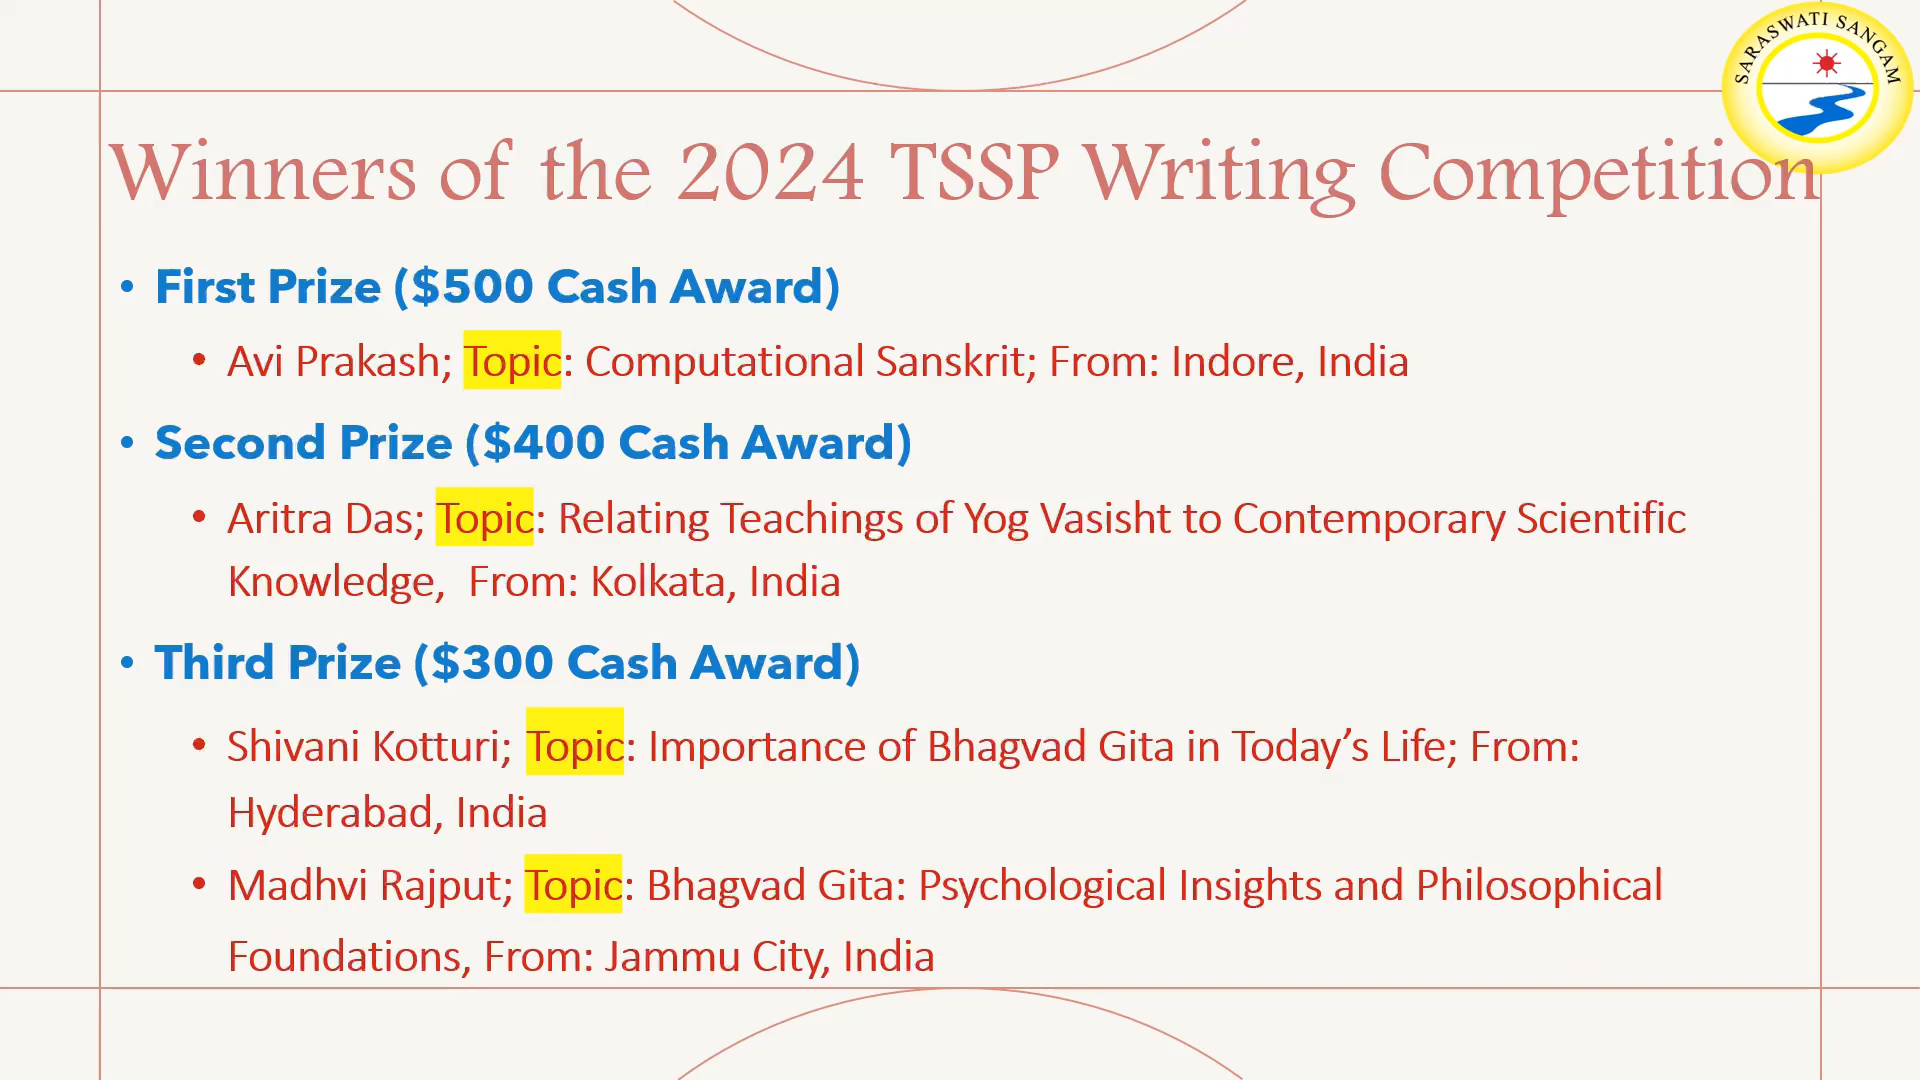 SARASWATI SANGAM
Winners of the 2024 TSSP Writing Competition
• First Prize ($500 Cash Award)
• Avi Prakash; Topic: Computational Sanskrit; From: Indore, India
• Second Prize ($400 Cash Award)
• Aritra Das; Topic: Relating Teachings of Yog Vasisht to Contemporary Scientific
Knowledge,  From: Kolkata, India
• Third Prize ($300 Cash Award)
• Shivani Kotturi; Topic: Importance of Bhagvad Gita in Today’s Life; From:
Hyderabad, India
• Madhvi Rajput; Topic: Bhagvad Gita: Psychological Insights and Philosophical
Foundations, From: Jammu City, India